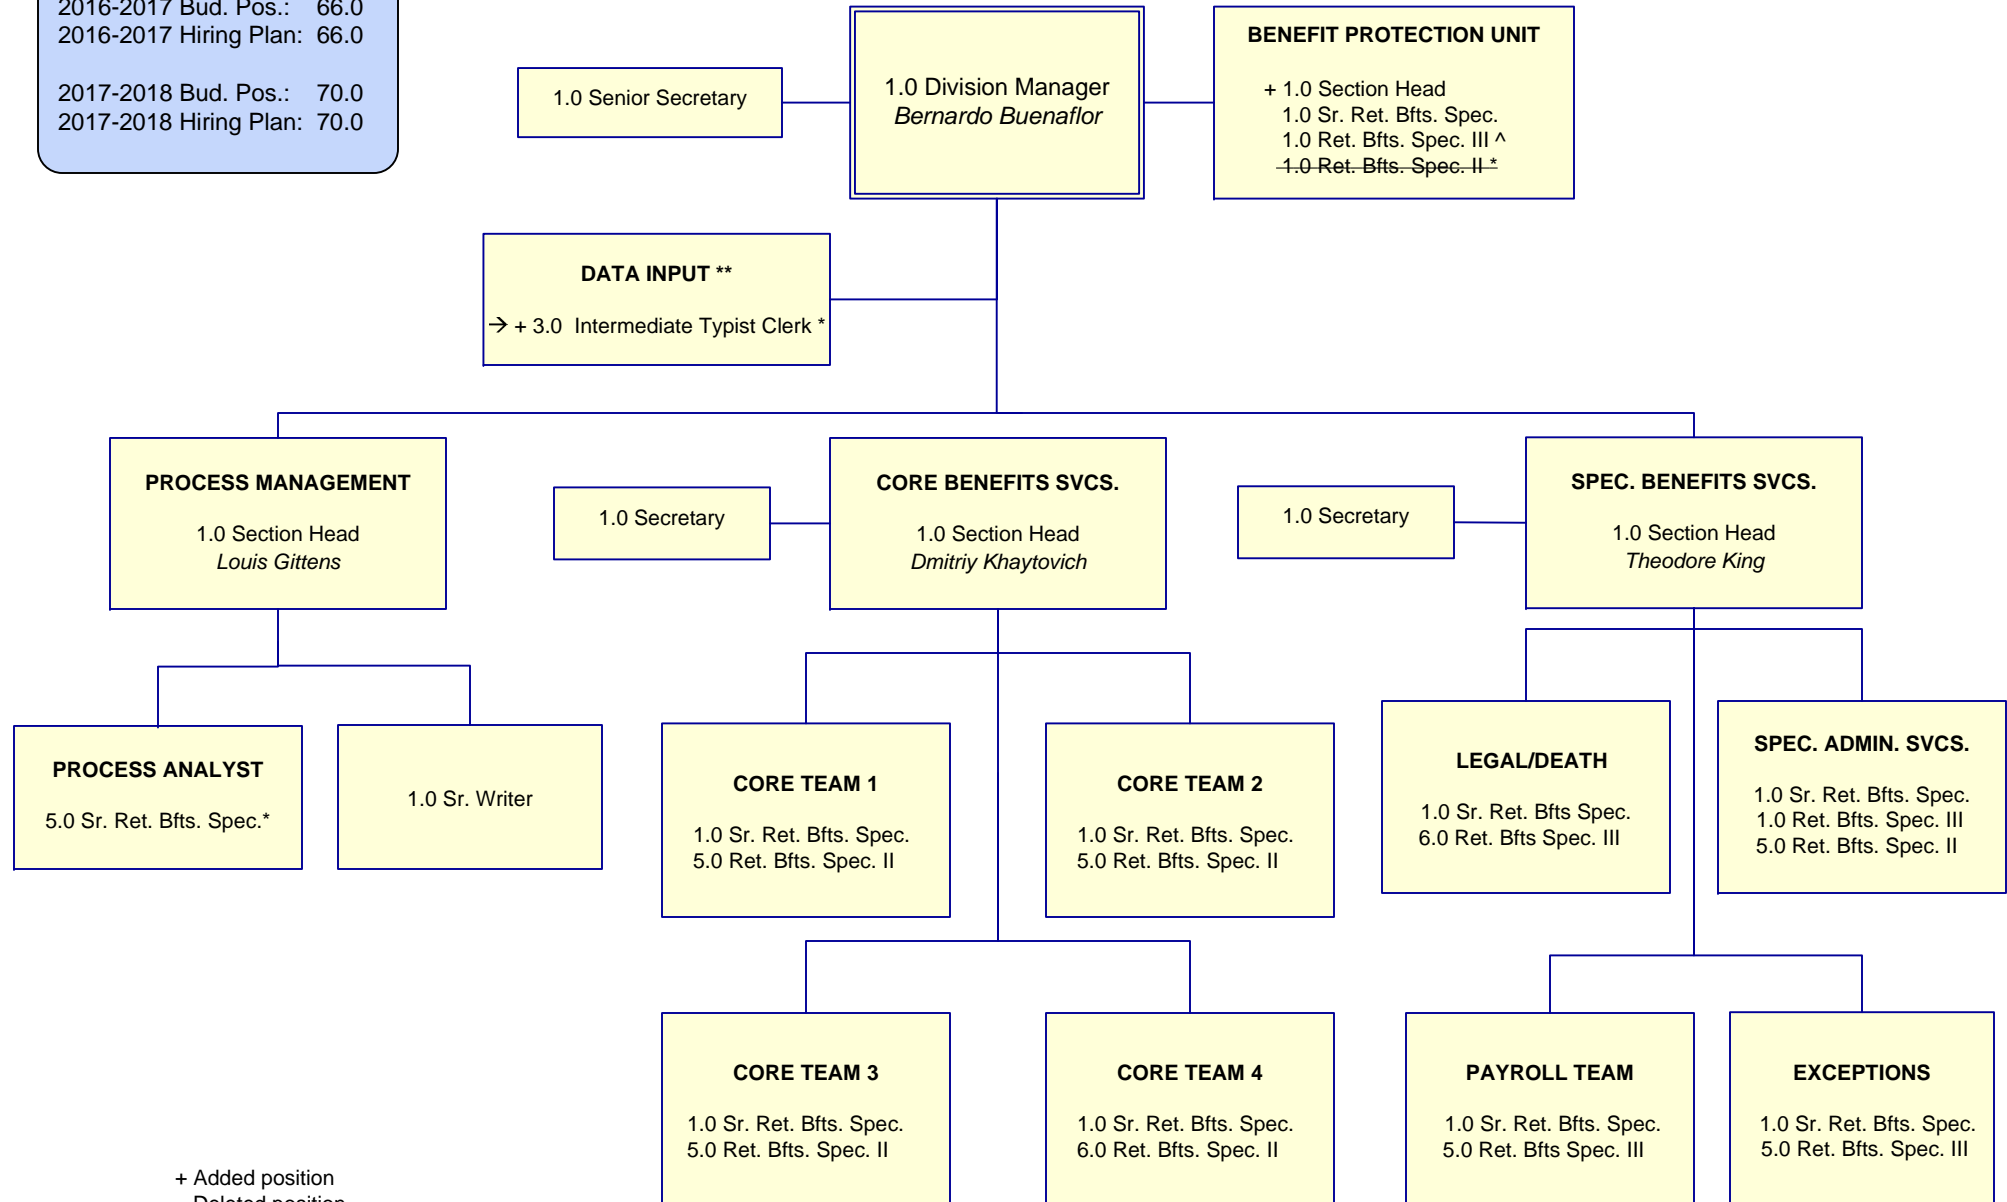 2016-2017 Bud. Pos.: 66.0
2016-2017 Hiring Plan: 66.0
2017-2018 Bud. Pos.: 70.0
2017-2018 Hiring Plan: 70.0
1.0 Senior Secretary
1.0 Division Manager
Bernardo Buenaflor
BENEFIT PROTECTION UNIT
+ 1.0 Section Head
1.0 Sr. Ret. Bfts. Spec.
1.0 Ret. Bfts. Spec. III ^
1.0 Ret. Bfts. Spec. II *
DATA INPUT **
→ + 3.0 Intermediate Typist Clerk *
PROCESS MANAGEMENT
1.0 Section Head
Louis Gittens
1.0 Secretary
CORE BENEFITS SVCS.
1.0 Section Head
Dmitriy Khaytovich
1.0 Secretary
SPEC. BENEFITS SVCS.
1.0 Section Head
Theodore King
PROCESS ANALYST
5.0 Sr. Ret. Bfts. Spec.*
1.0 Sr. Writer
CORE TEAM 1
1.0 Sr. Ret. Bfts. Spec.
5.0 Ret. Bfts. Spec. II
CORE TEAM 2
1.0 Sr. Ret. Bfts. Spec.
5.0 Ret. Bfts. Spec. II
LEGAL/DEATH
1.0 Sr. Ret. Bfts Spec.
6.0 Ret. Bfts Spec. III
SPEC. ADMIN. SVCS.
1.0 Sr. Ret. Bfts. Spec.
1.0 Ret. Bfts. Spec. III
5.0 Ret. Bfts. Spec. II
CORE TEAM 3
1.0 Sr. Ret. Bfts. Spec.
5.0 Ret. Bfts. Spec. II
CORE TEAM 4
1.0 Sr. Ret. Bfts. Spec.
6.0 Ret. Bfts. Spec. II
PAYROLL TEAM
1.0 Sr. Ret. Bfts. Spec.
5.0 Ret. Bfts Spec. III
EXCEPTIONS
1.0 Sr. Ret. Bfts. Spec.
5.0 Ret. Bfts. Spec. III
+ Added position
Deleted position